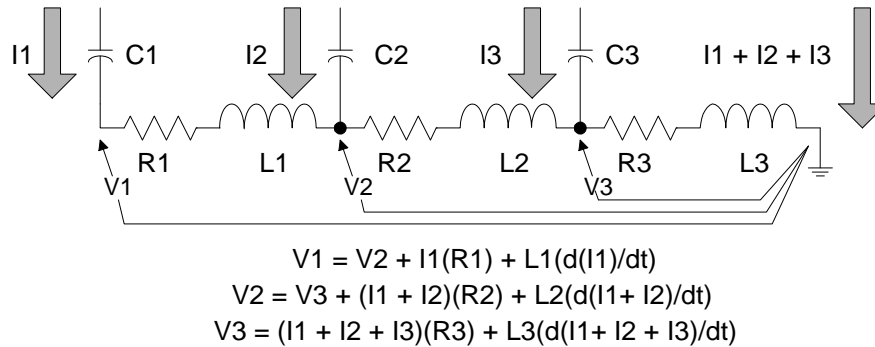 I1 C1 I2 C2 I3 C3 I1 + I2 + I3
R1 L1 R2 L2 R3 L3
V1 V2 V3
V1 = V2 + I1(R1) + L1(d(I1)/dt)
V2 = V3 + (I1 + I2)(R2) + L2(d(I1+ I2)/dt)
V3 = (I1 + I2 + I3)(R3) + L3(d(I1+ I2 + I3)/dt)